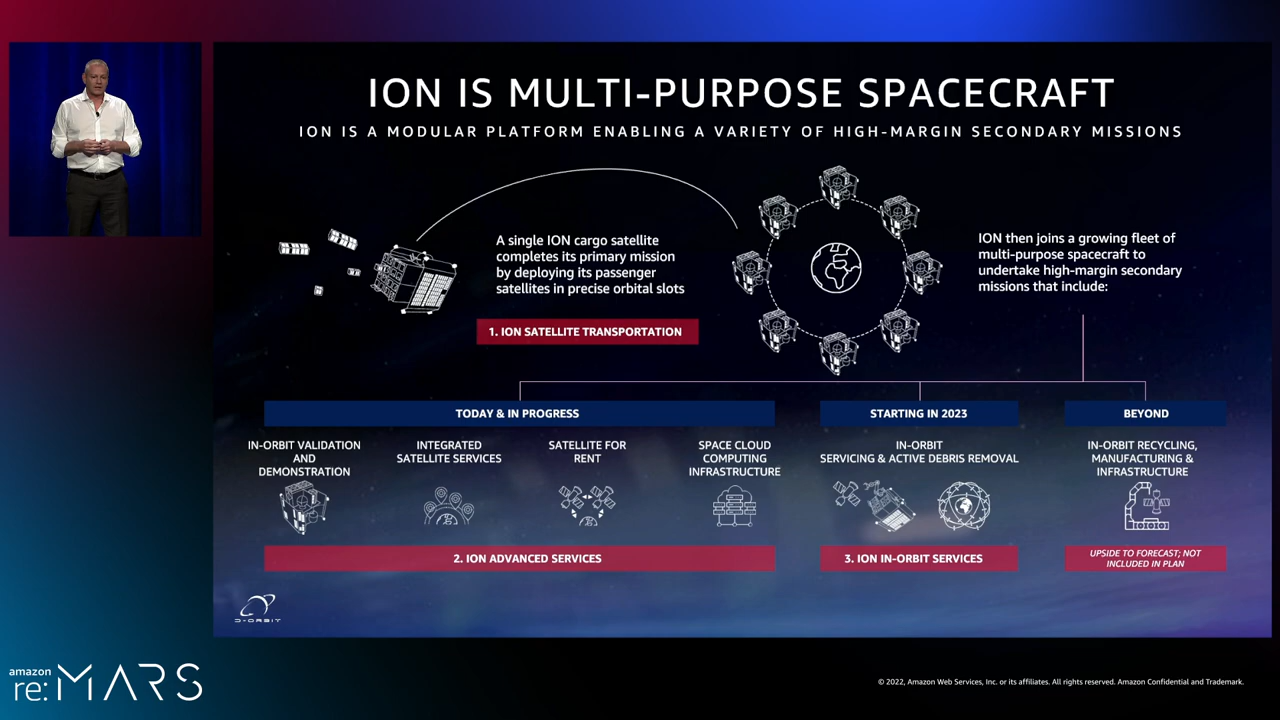 ION IS MULTI-PURPOSE SPACECRAFT
ION IS A MODULAR PLATFORM ENABLING A VARIETY OF HIGH-MARGIN SECONDARY MISSIONS
A single ION cargo satellite
completes its primary mission
by deploying its passenger
satellites in precise orbital slots
1. ION SATELLITE TRANSPORTATION
ION then joins a growing fleet of
multi-purpose spacecraft to
undertake high-margin secondary
missions that include:
TODAY & IN PROGRESS
IN-ORBIT VALIDATION
AND
DEMONSTRATION
INTEGRATED
SATELLITE SERVICES
SATELLITE FOR
RENT
SPACE CLOUD
COMPUTING
INFRASTRUCTURE
2. ION ADVANCED SERVICES
STARTING IN 2023
IN-ORBIT
SERVICING & ACTIVE DEBRIS REMOVAL
3. ION IN-ORBIT SERVICES
BEYOND
IN-ORBIT RECYCLING,
MANUFACTURING &
INFRASTRUCTURE
UPSIDE TO FORECAST; NOT
INCLUDED IN PLAN
D-ORBIT
amazon
re:MARS
© 2022, Amazon Web Services, Inc. or its affiliates. All rights reserved. Amazon Confidential and Trademark.